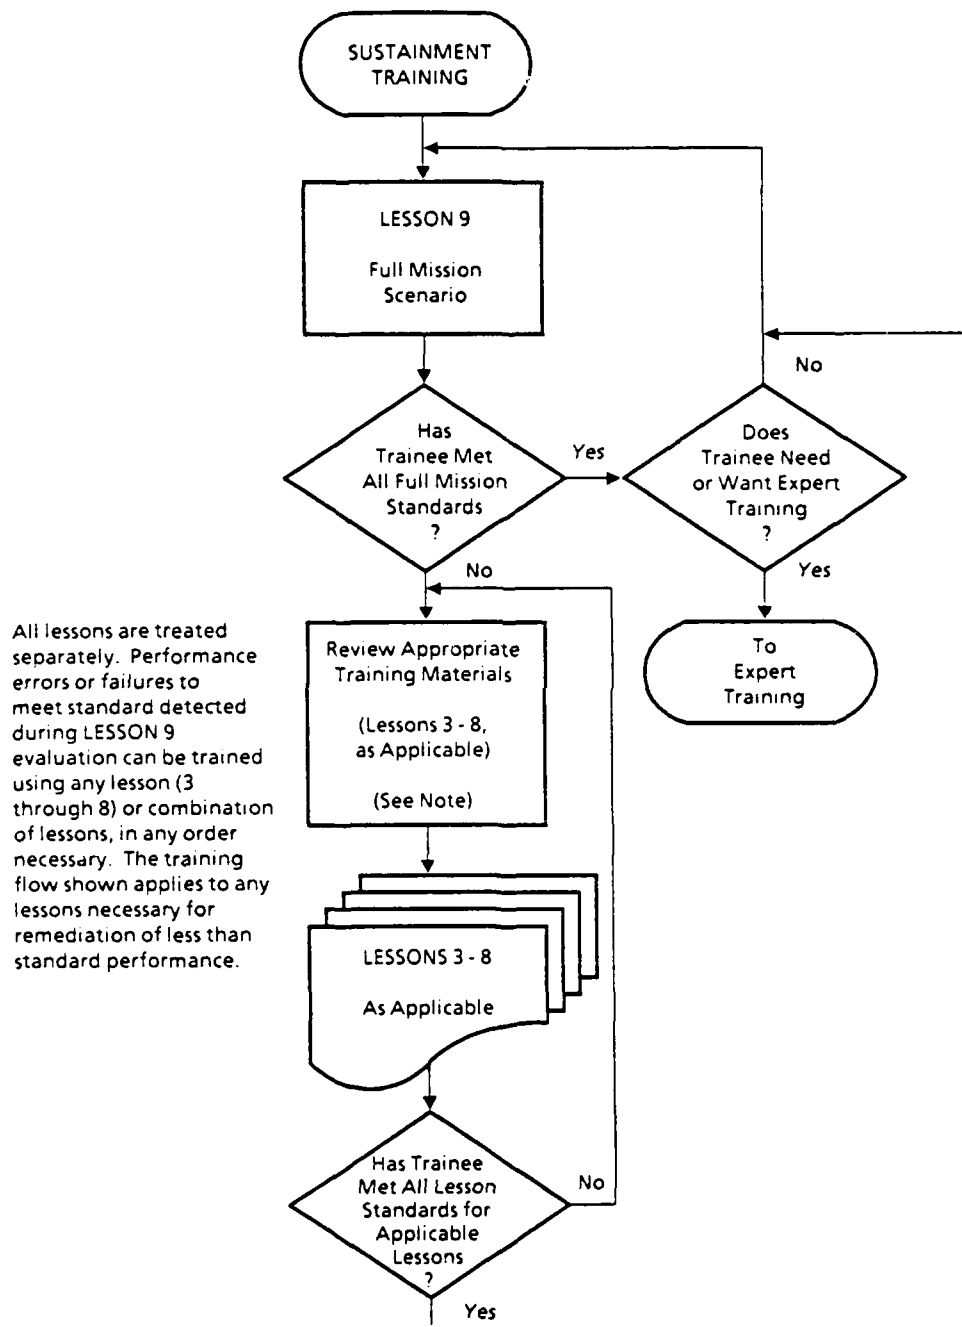 SUSTAINMENT
TRAINING
LESSON 9
Full Mission
Scenario
No
Has
Trainee Met
All Full Mission
Standards
?
Yes
Does
Trainee Need
or Want Expert
Training
?
No
Yes
All lessons are treated
separately. Performance
errors or failures to
meet standard detected
during LESSON 9
evaluation can be trained
using any lesson (3
through 8) or combination
of lessons, in any order
necessary. The training
flow shown applies to any
lessons necessary for
remediation of less than
standard performance.
Review Appropriate
Training Materials
(Lessons 3 - 8,
as Applicable)
(See Note)
To
Expert
Training
LESSONS 3 - 8
As Applicable
Has Trainee
Met All Lesson
Standards for
Applicable
Lessons
?
No
Yes